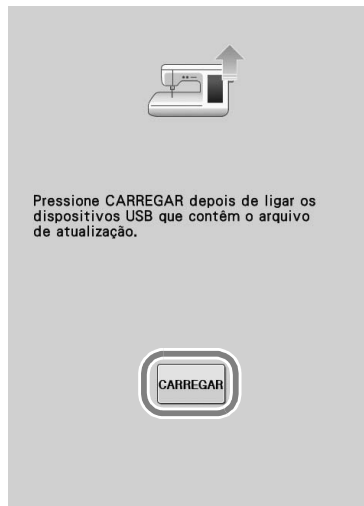 Pressione CARREGAR depois de ligar os
dispositivos USB que contêm o arquivo
de atualização.
CARREGAR